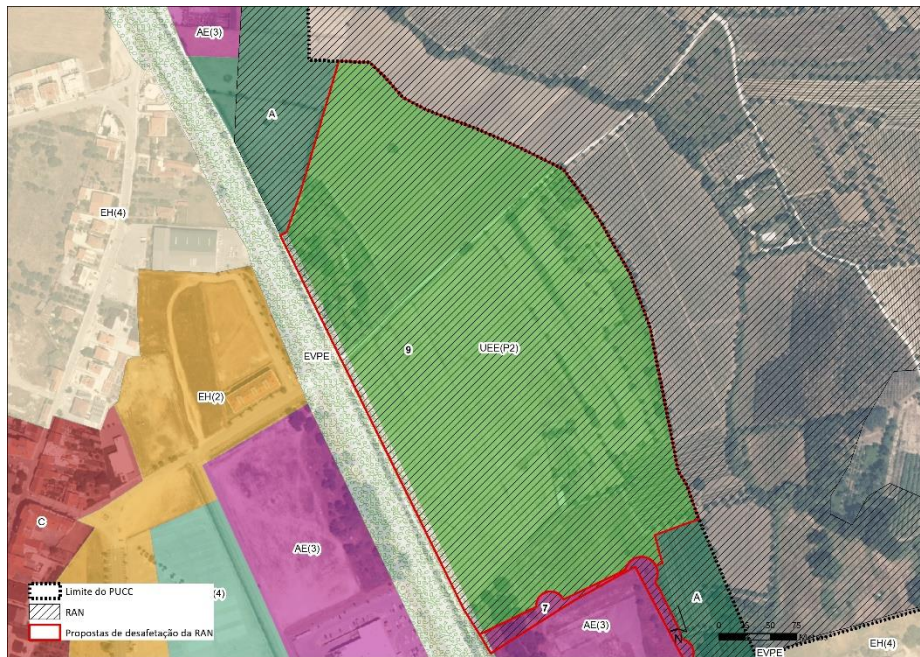 AE(3)
A
EH(4)
EVPE
9
UEE(P2)
EH(2)
C
AE(3)
(4)
7
AE(3)
A
N
0
25
50
75
EVPE
EH(4)
Limite do PUCC
RAN
Propostas de desafetação da RAN